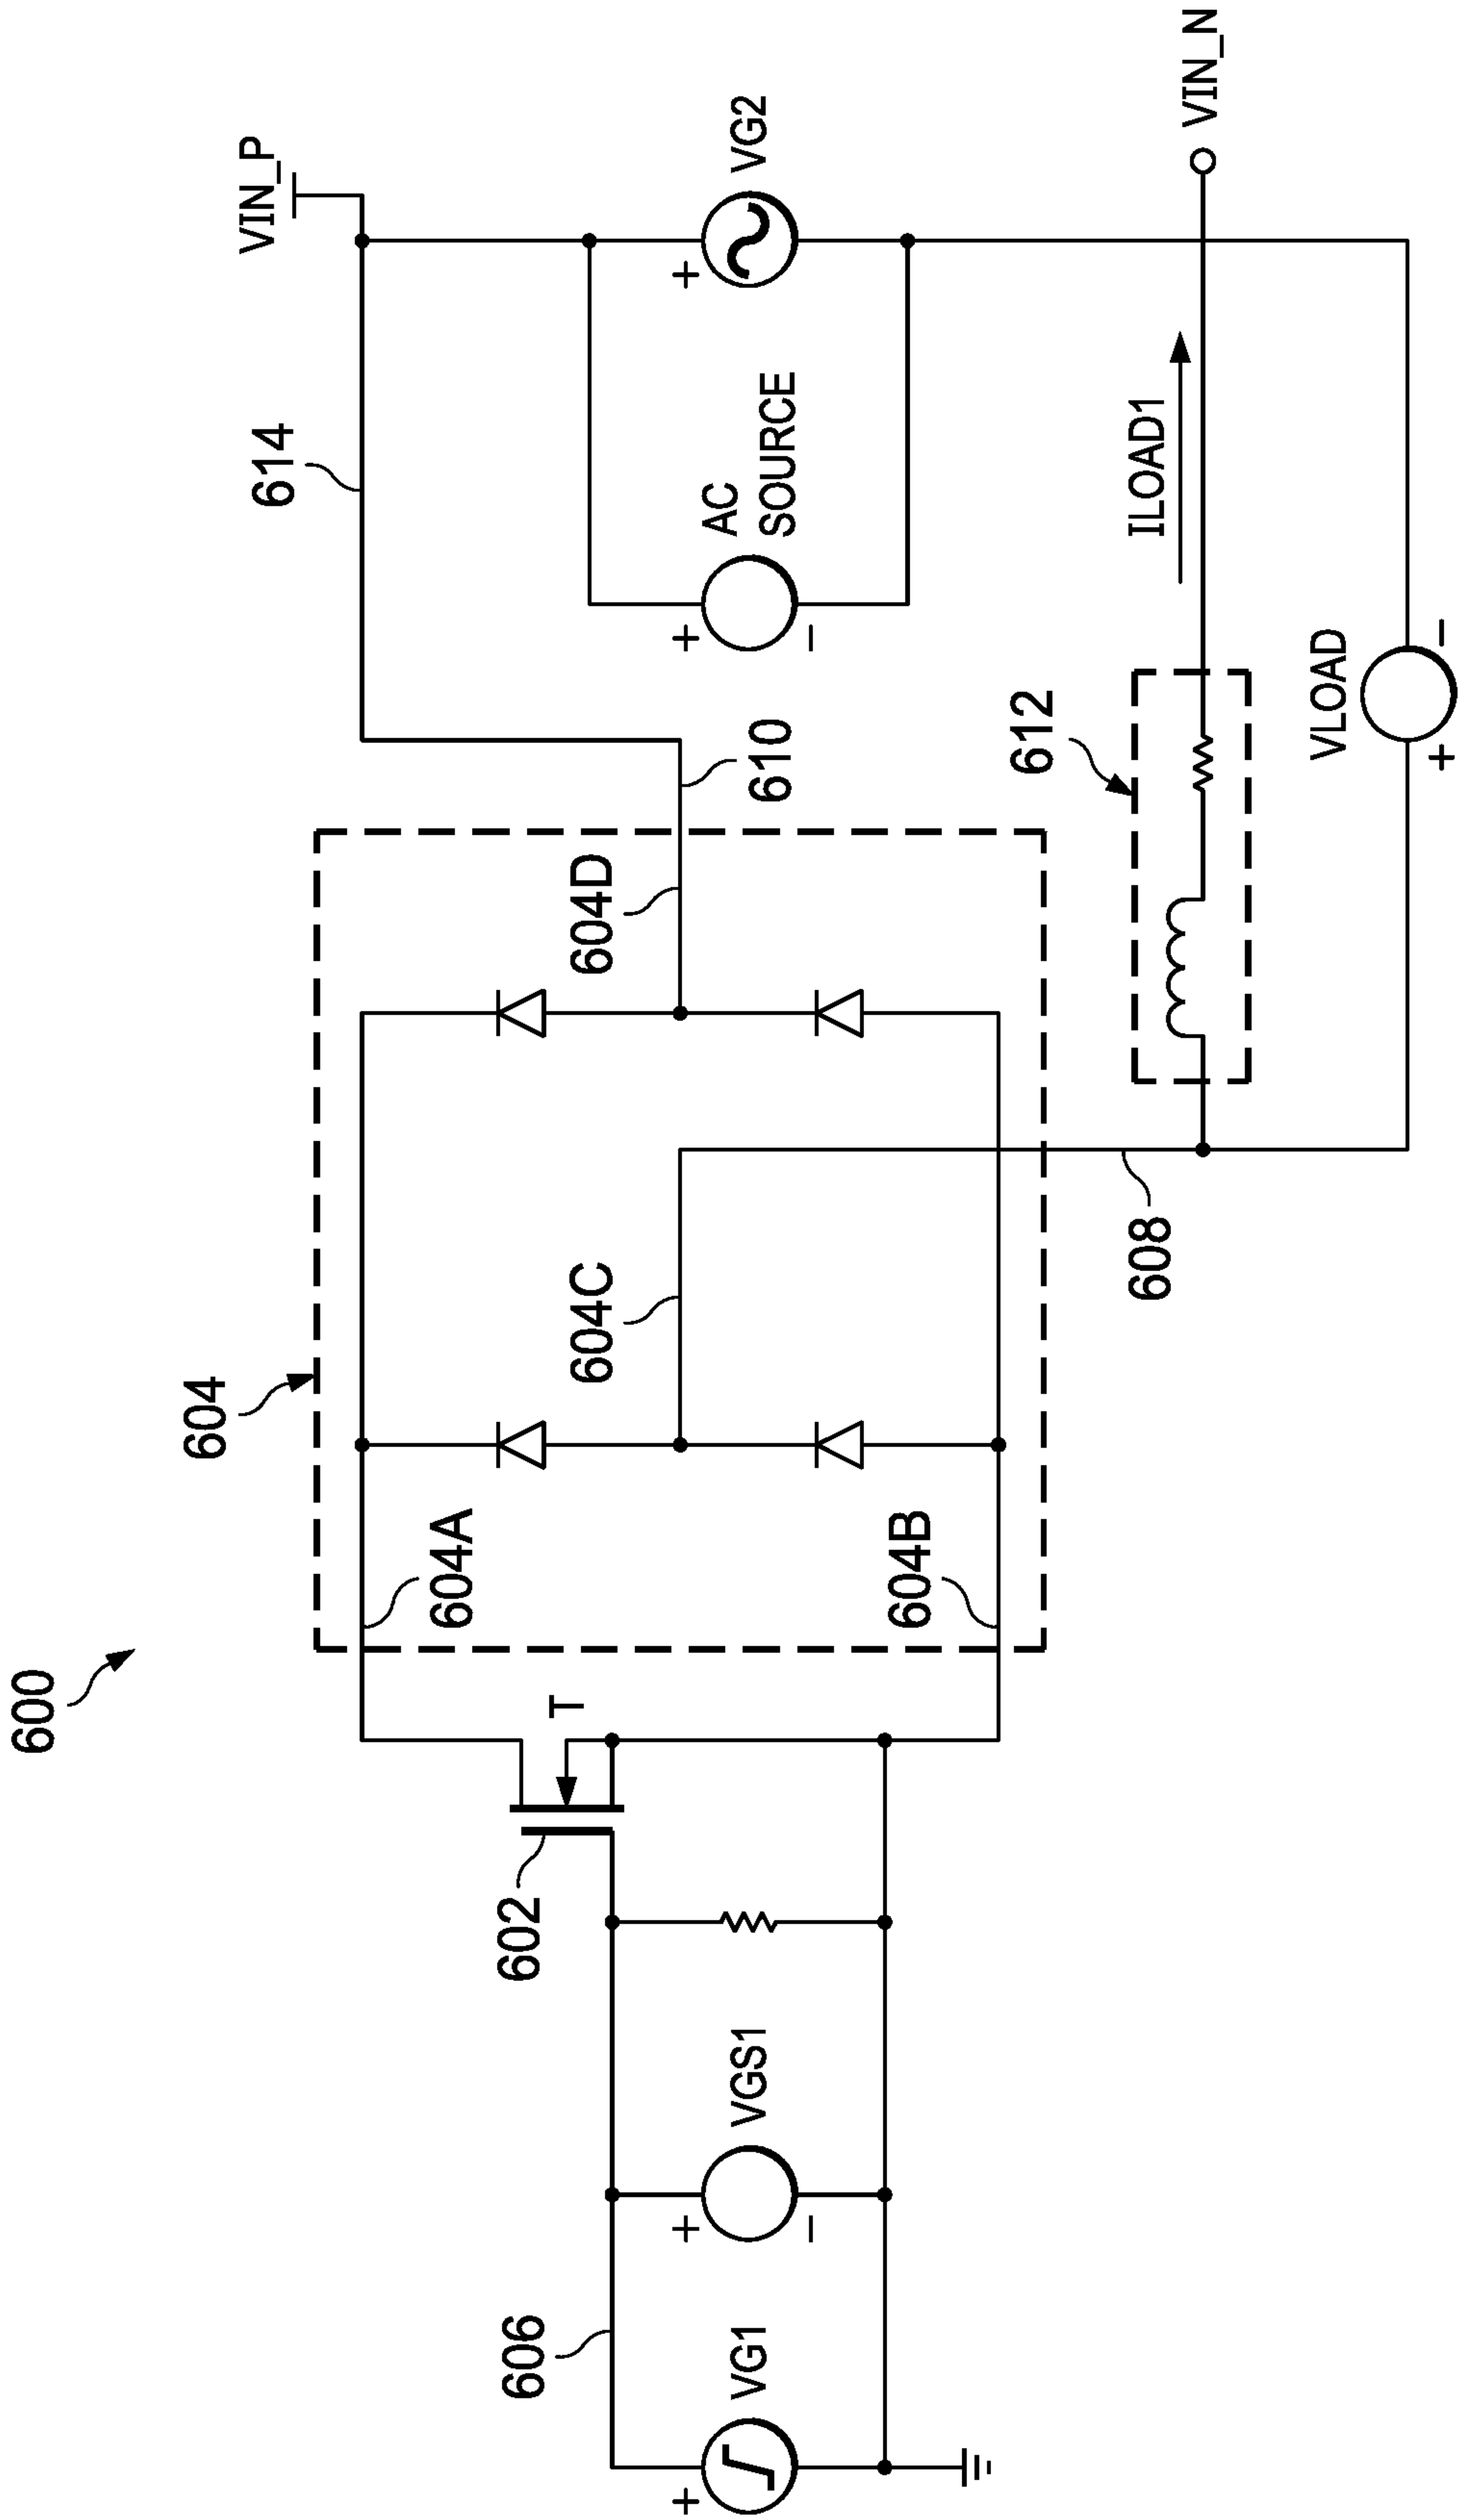 600
604
604A
604B
604C
604D
602
T
606
VG1
+
VGS1
+
−
608
610
612
614
VIN_P
VG2
+
AC
SOURCE
+
−
ILOAD1
VIN_N
VLOAD
+
−